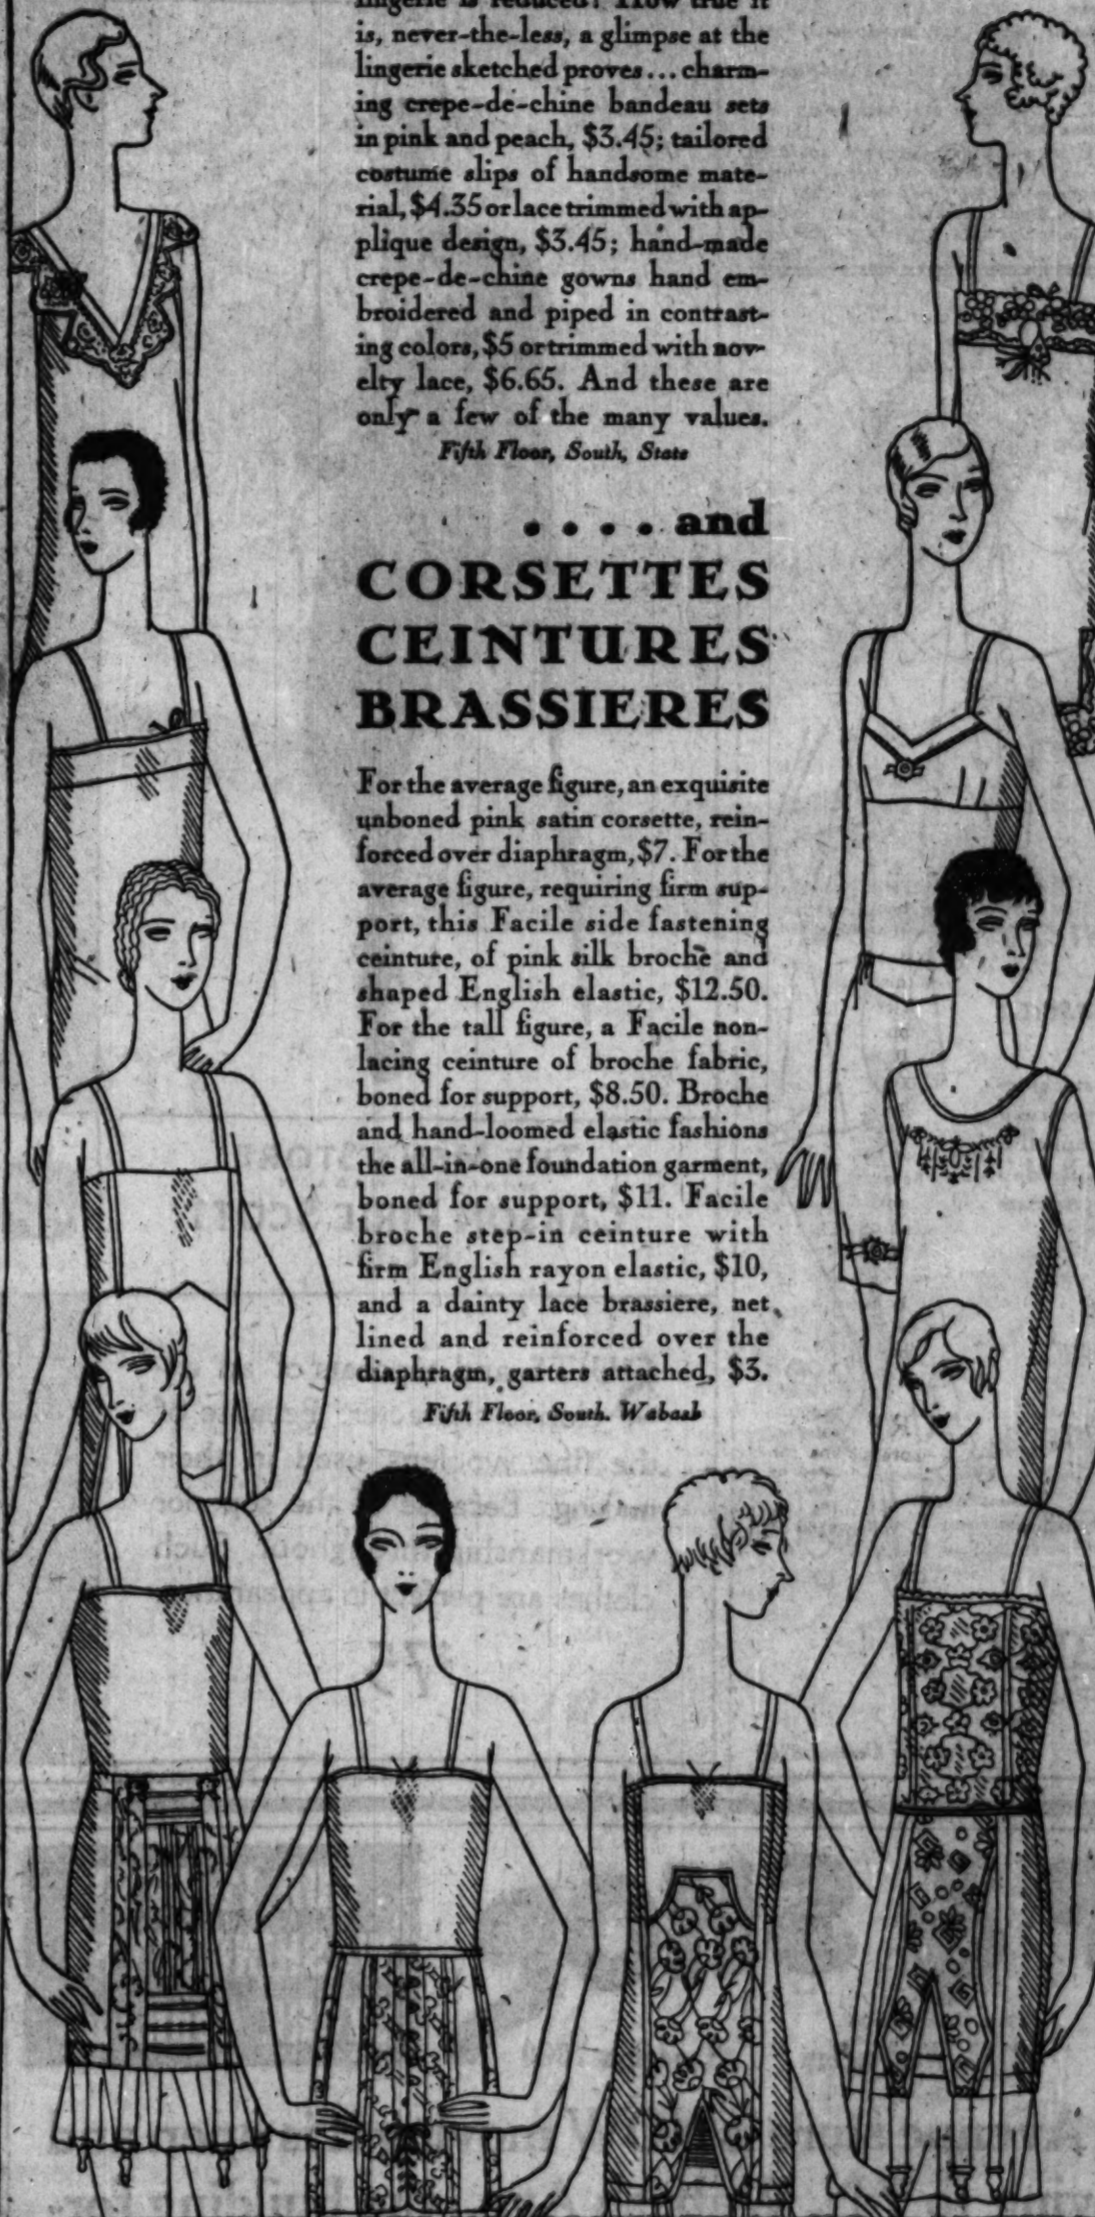 lingerie is reduced! How true it
is, never-the-less, a glimpse at the
lingerie sketched proves... charm-
ing crepe-de-chine bandeau sets
in pink and peach, $3.45; tailored
costume slips of handsome mate-
rial, $4.35 or lace trimmed with ap-
plique design, $3.45; hand-made
crepe-de-chine gowns hand em-
broidered and piped in contrast-
ing colors, $5 or trimmed with nov-
elty lace, $6.65. And these are
only a few of the many values.
Fifth Floor, South, State
. . . . and
CORSETTES
CEINTURES
BRASSIERES
For the average figure, an exquisite
unboned pink satin corsette, rein-
forced over diaphragm, $7. For the
average figure, requiring firm sup-
port, this Facile side fastening
ceinture, of pink silk broche and
shaped English elastic, $12.50.
For the tall figure, a Facile non-
lacing ceinture of broche fabric,
boned for support, $8.50. Broche
and hand-loomed elastic fashions
the all-in-one foundation garment,
boned for support, $11. Facile
broche step-in ceinture with
firm English rayon elastic, $10,
and a dainty lace brassiere, net
lined and reinforced over the
diaphragm, garters attached, $3.
Fifth Floor, South, Wabash